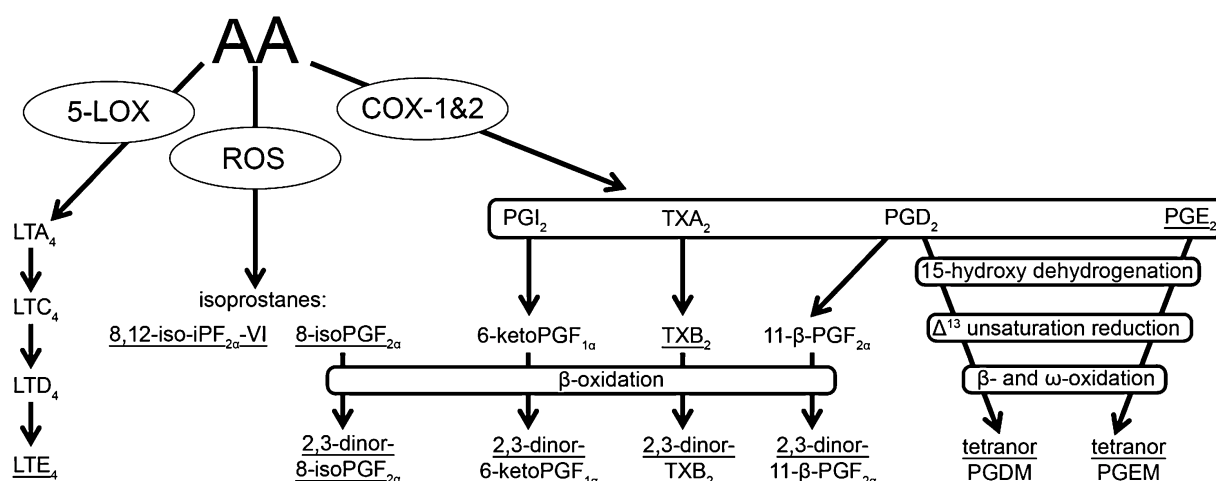 AA
5-LOX
COX-1&2
ROS
PGI₂ TXA₂ PGD₂ PGE₂
LTA₄
15-hydroxy dehydrogenation
isoprostanes:
LTC₄
8,12-iso-iPF₂α-VI 8-isoPGF₂α 6-ketoPGF₁α TXB₂ 11-β-PGF₂α
Δ¹³ unsaturation reduction
LTD₄
β-oxidation
β- and ω-oxidation
2,3-dinor- 2,3-dinor- 2,3-dinor- 2,3-dinor- tetranor tetranor
LTE₄ 8-isoPGF₂α 6-ketoPGF₁α TXB₂ 11-β-PGF₂α PGDM PGEM